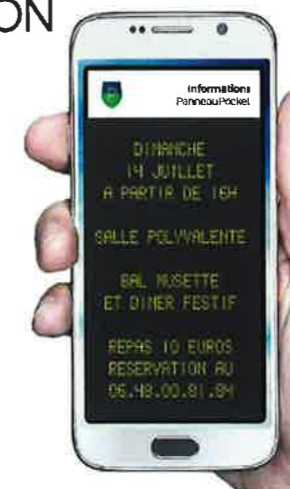 ON
Informations
PanneauPocket
DIMANCHE
14 JUILLET
A PARTIR DE 16H
SALLE POLYVALENTE
BAL MUSETTE
ET DINER FESTIF
REPAS 10 EUROS
RESERVATION AU
06.48.00.81.84